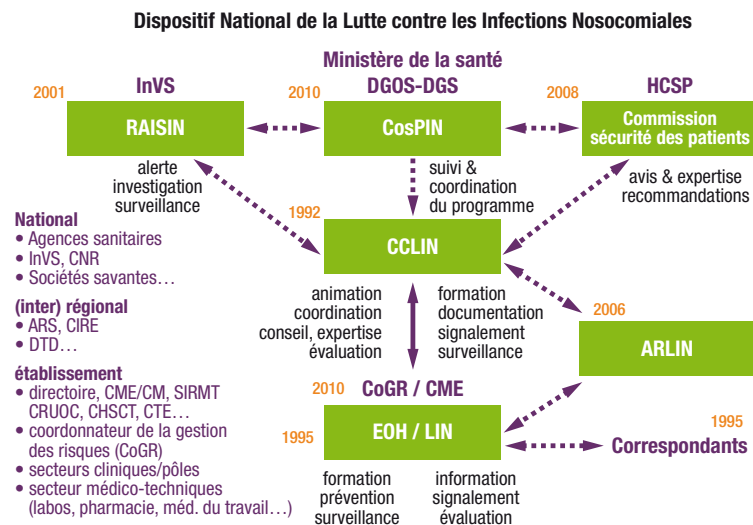 Dispositif National de la Lutte contre les Infections Nosocomiales
Ministère de la santé
2001
InVS
2010
DGOS-DGS
2008
HCSP
RAISIN
CosPIN
Commission
sécurité des patients
alerte
investigation
surveillance
suivi &
coordination
du programme
avis & expertise
recommandations
1992
CCLIN
National
• Agences sanitaires
• InVS, CNR
• Sociétés savantes…
(inter) régional
• ARS, CIRE
• DTD…
établissement
• directoire, CME/CM, SIRMT
CRUOC, CHSCT, CTE…
• coordonnateur de la gestion
des risques (CoGR)
• secteurs cliniques/pôles
• secteur médico-techniques
(labos, pharmacie, méd. du travail…)
animation
coordination
conseil, expertise
évaluation
formation
documentation
signalement
surveillance
2006
ARLIN
2010
CoGR / CME
1995
EOH / LIN
1995
Correspondants
formation
prévention
surveillance
information
signalement
évaluation